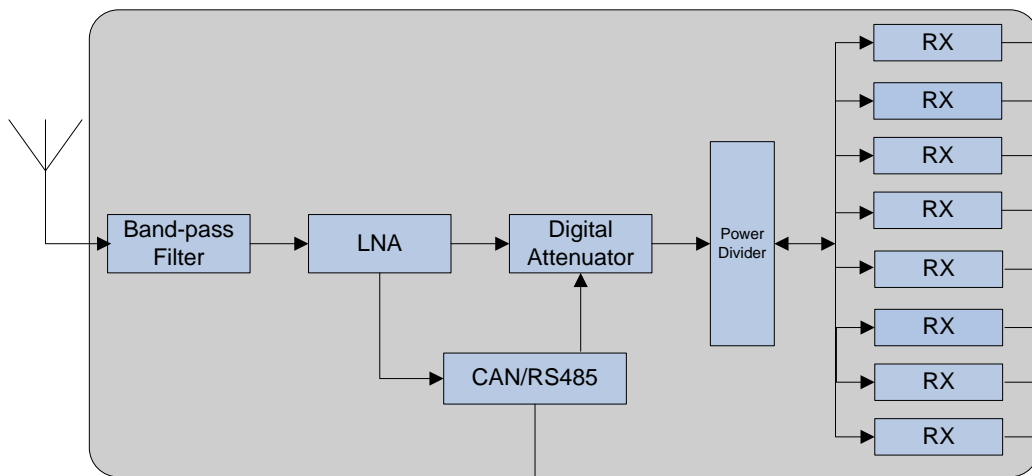 RX
RX
RX
RX
RX
RX
RX
RX
Band-pass
Filter
LNA
Digital
Attenuator
Power
Divider
CAN/RS485